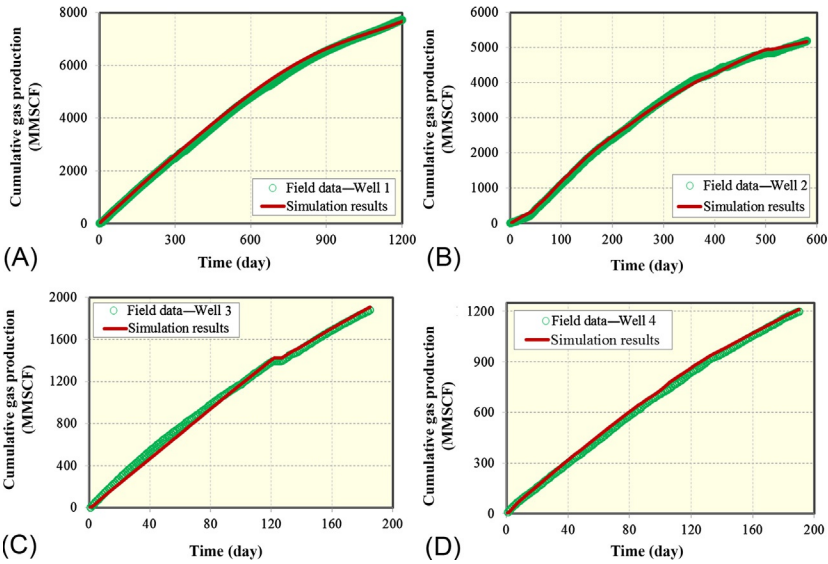 8000
6000
4000
2000
0
Cumulative gas production
(MMSCF)
Field data—Well 1
Simulation results
0 300 600 900 1200
Time (day)
(A)
6000
5000
4000
3000
2000
1000
0
Cumulative gas production
(MMSCF)
Field data—Well 2
Simulation results
0 100 200 300 400 500 600
Time (day)
(B)
2000
1600
1200
800
400
0
Cumulative gas production
(MMSCF)
Field data—Well 3
Simulation results
0 40 80 120 160 200
Time (day)
(C)
1200
900
600
300
0
Cumulative gas production
(MMSCF)
Field data—Well 4
Simulation results
0 40 80 120 160 200
Time (day)
(D)